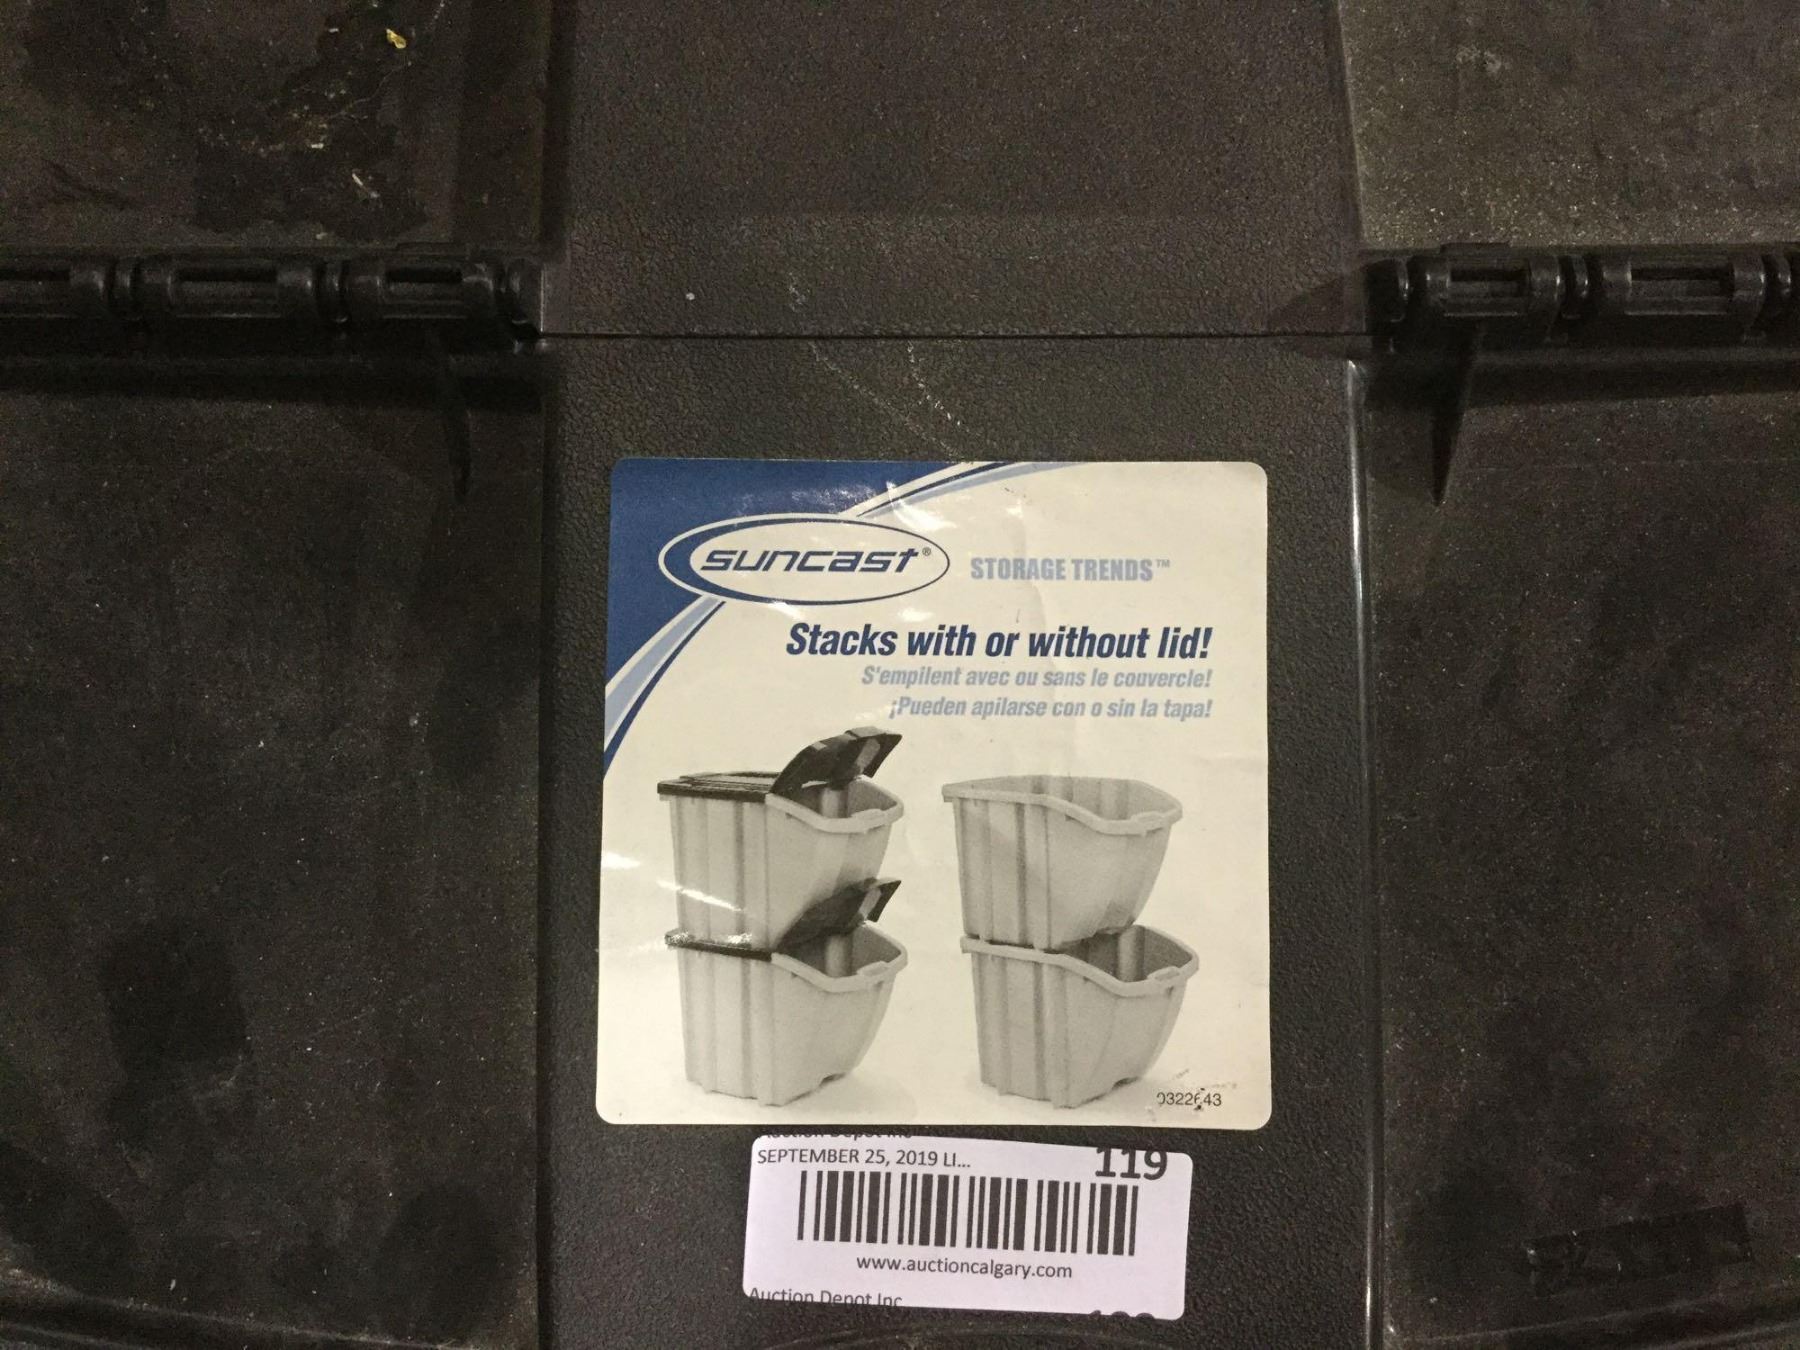 suncast®
STORAGE TRENDS™
Stacks with or without lid!
S'empilent avec ou sans le couvercle!
¡Pueden apilarse con o sin la tapa!
SEPTEMBER 25, 2019 LI...
119
www.auctioncalgary.com
Auction Depot Inc